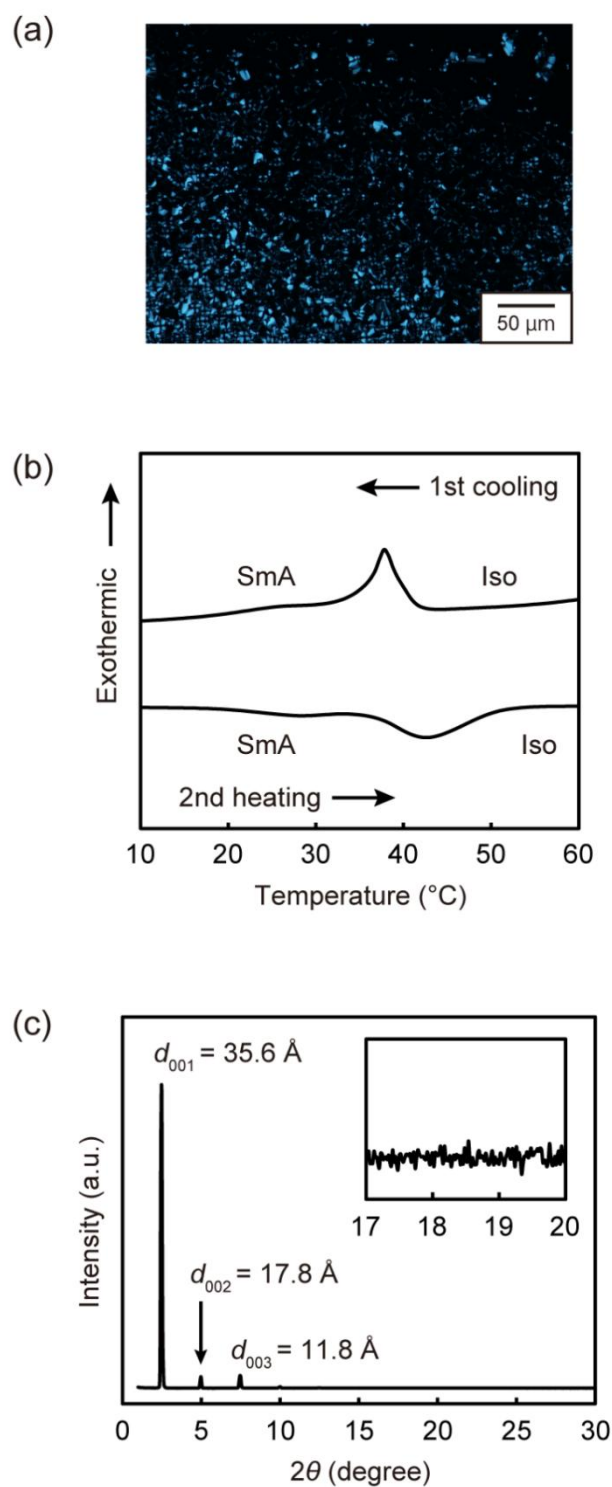 (a)
50 µm
(b)
Exothermic
1st cooling
SmA
Iso
SmA
Iso
2nd heating
10 20 30 40 50 60
Temperature (°C)
(c)
Intensity (a.u.)
d001 = 35.6 Å
d002 = 17.8 Å
d003 = 11.8 Å
17 18 19 20
0 5 10 15 20 25 30
2θ (degree)